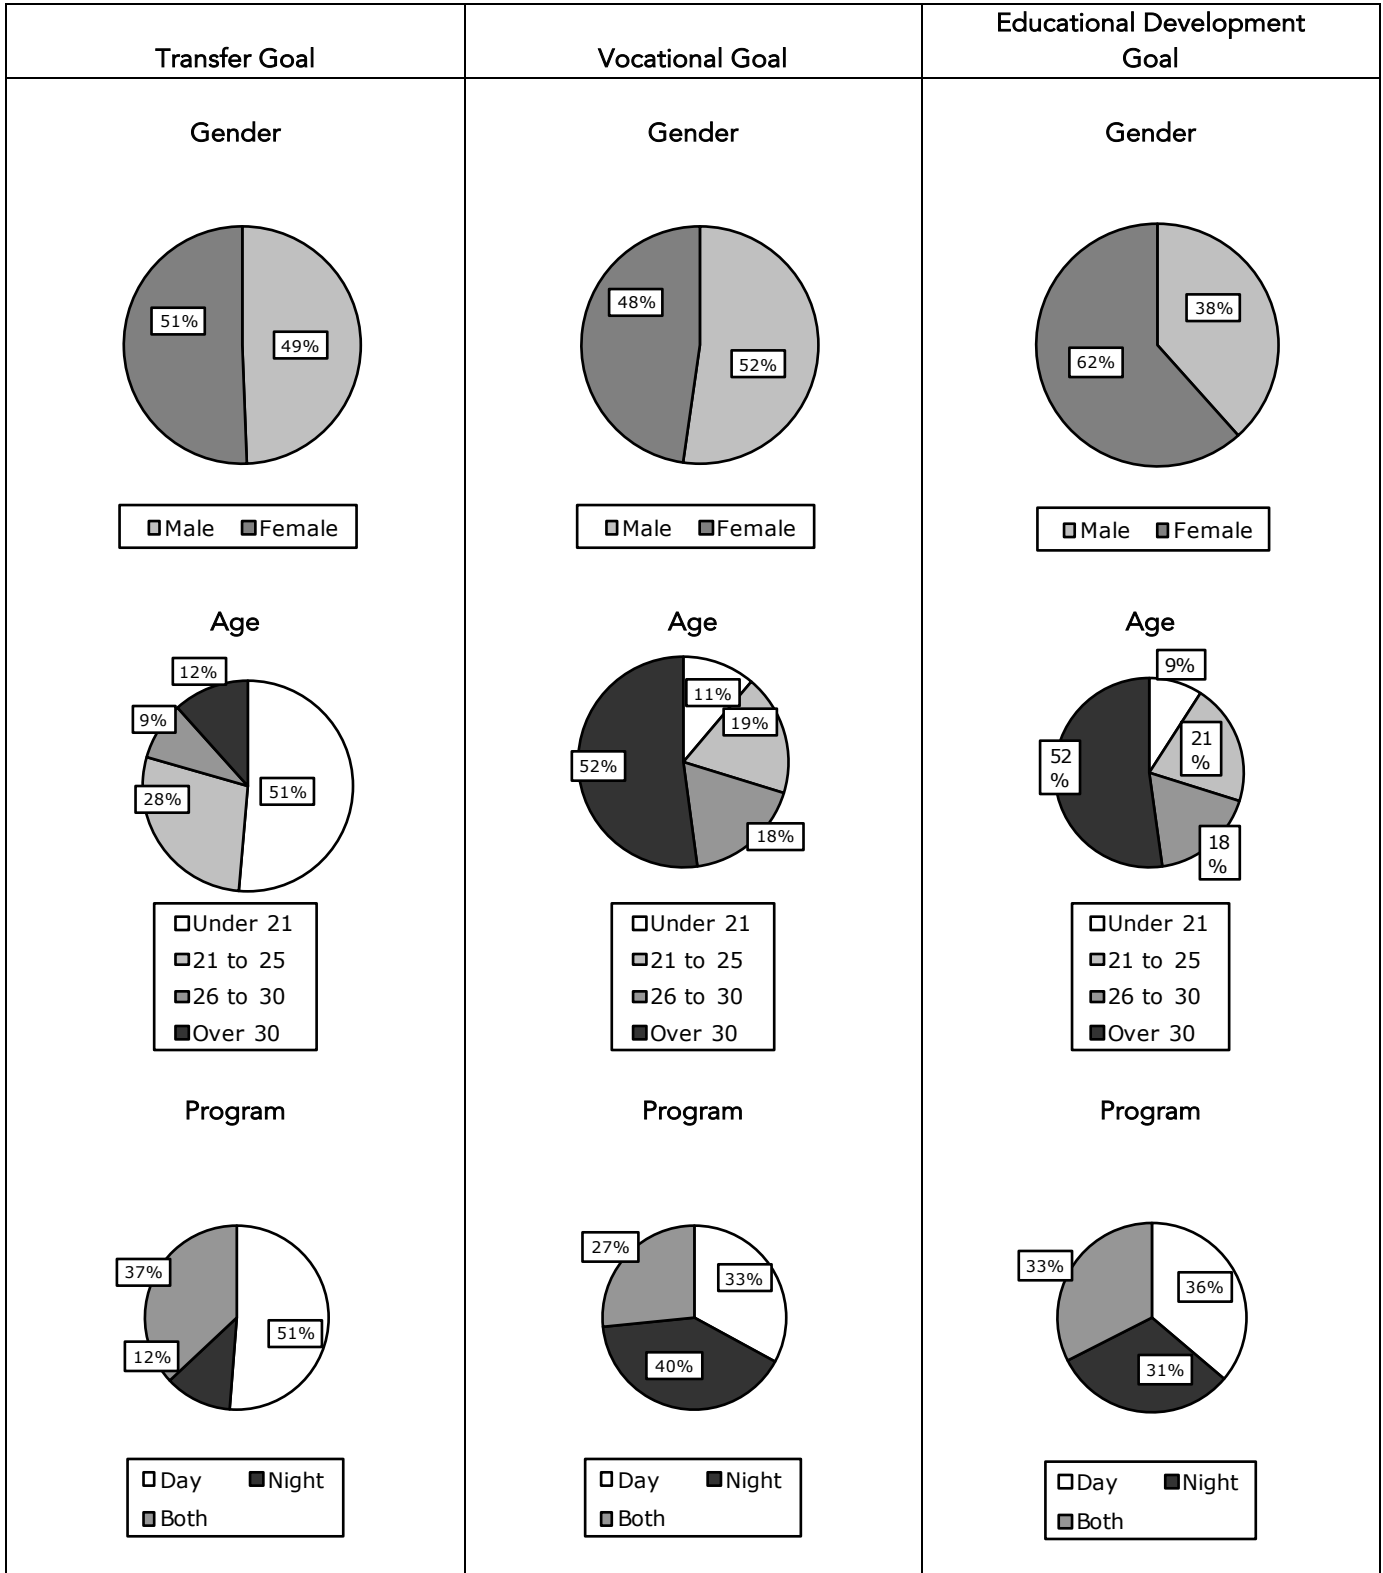 Transfer Goal
Vocational Goal
Educational Development
Goal
Gender
51%
49%
Male Female
Age
12%
9%
28%
51%
Under 21
21 to 25
26 to 30
Over 30
Program
37%
12%
51%
Day Night
Both
Gender
48%
52%
Male Female
Age
11%
19%
52%
18%
Under 21
21 to 25
26 to 30
Over 30
Program
27%
33%
40%
Day Night
Both
Gender
38%
62%
Male Female
Age
9%
21
%
52
%
18
%
Under 21
21 to 25
26 to 30
Over 30
Program
33%
36%
31%
Day Night
Both